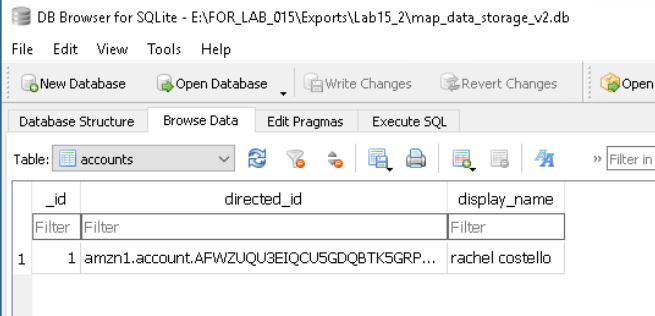 DB Browser for SQLite - E:\FOR_LAB_015\Exports\Lab15_2\map_data_storage_v2.db
File Edit View Tools Help
New Database Open Database Write Changes Revert Changes Open
Database Structure Browse Data Edit Pragmas Execute SQL
Table: accounts » Filter in
_id directed_id display_name
Filter Filter Filter
1 1 amzn1.account.AFWZUQU3EIQCU5GDQBTK5GRP... rachel costello